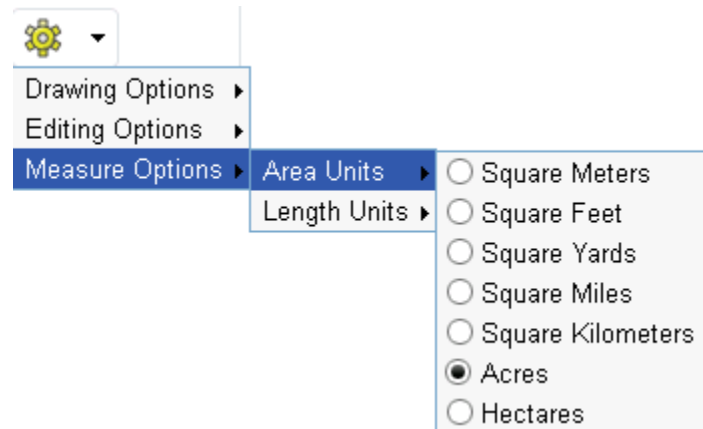 Drawing Options
Editing Options
Measure Options
Area Units
Length Units
Square Meters
Square Feet
Square Yards
Square Miles
Square Kilometers
Acres
Hectares